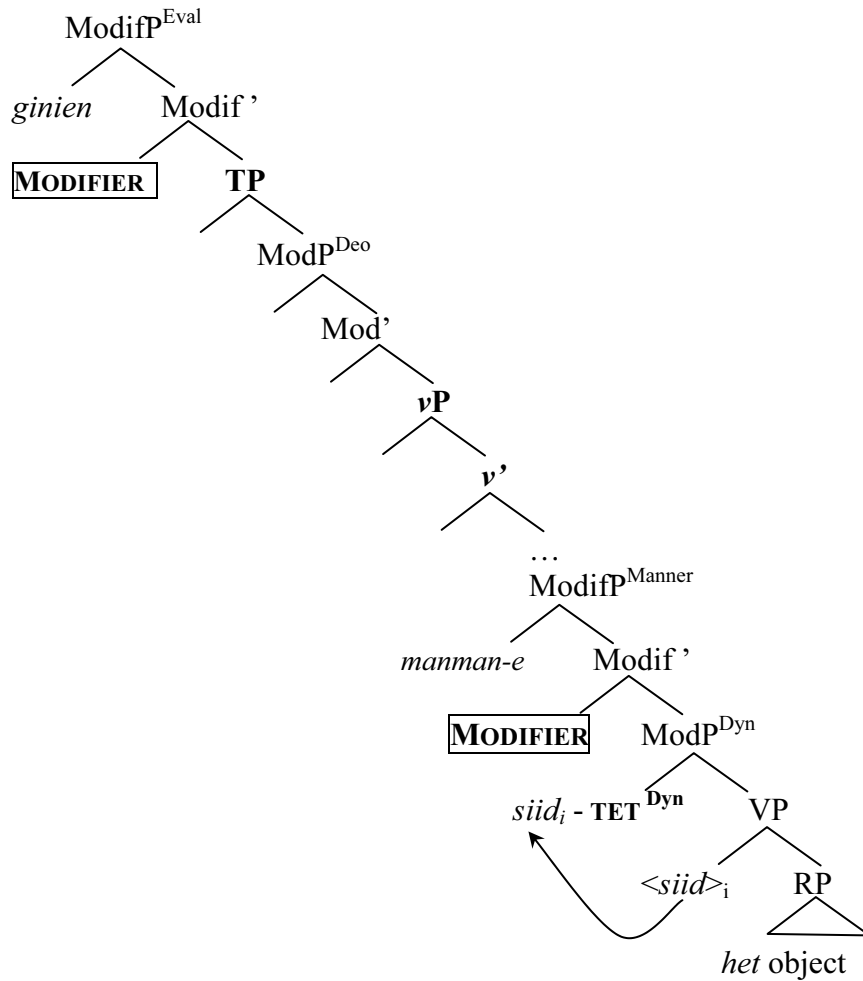 ModifP^Eval
ginien Modif ’
MODIFIER TP
ModP^Deo
Mod’
vP
v’
…
ModifP^Manner
manman-e Modif ’
MODIFIER ModP^Dyn
siid_i - TET^Dyn VP
<siid>_i RP
het object